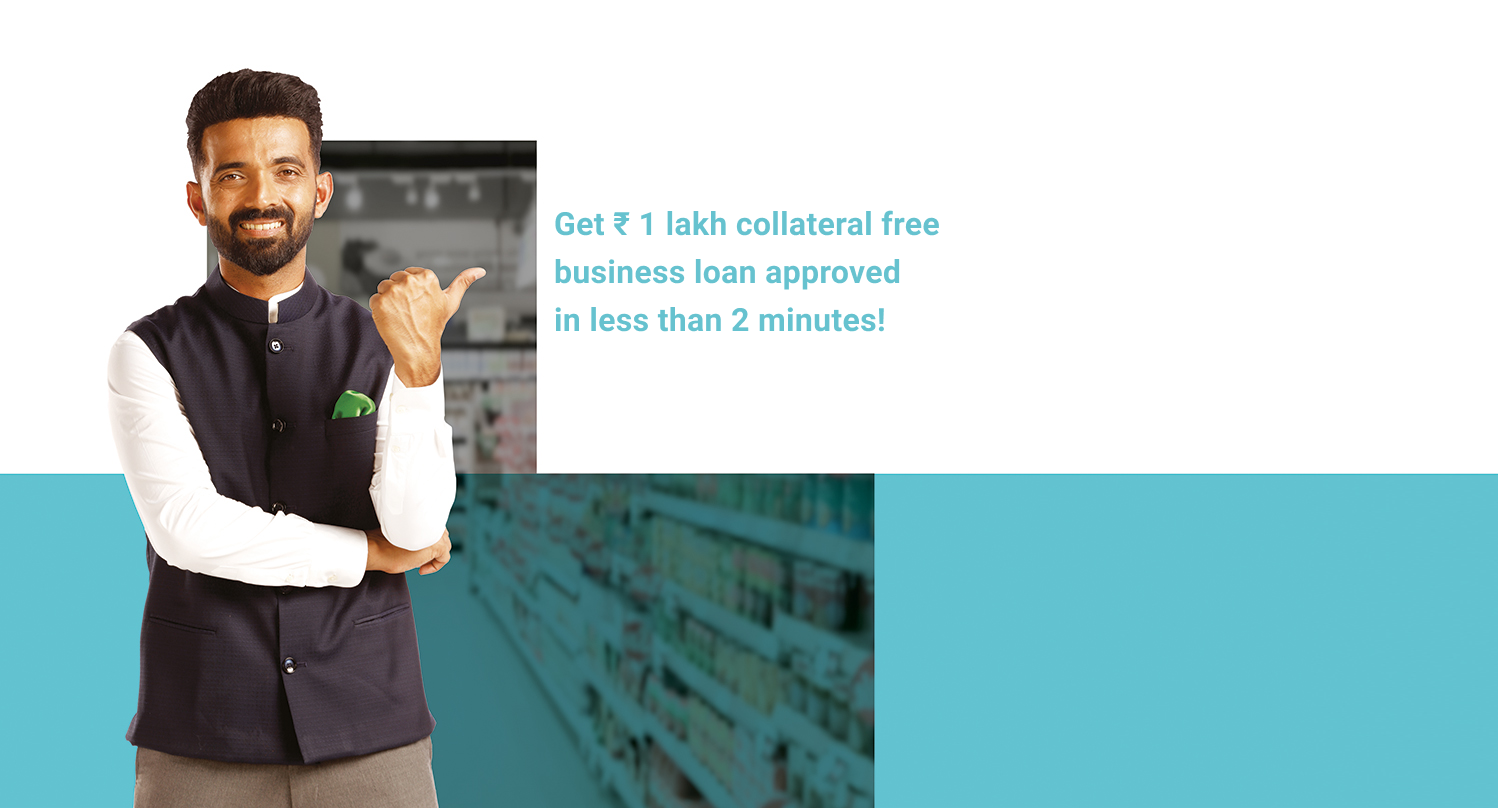 Get ₹ 1 lakh collateral free
business loan approved
in less than 2 minutes!